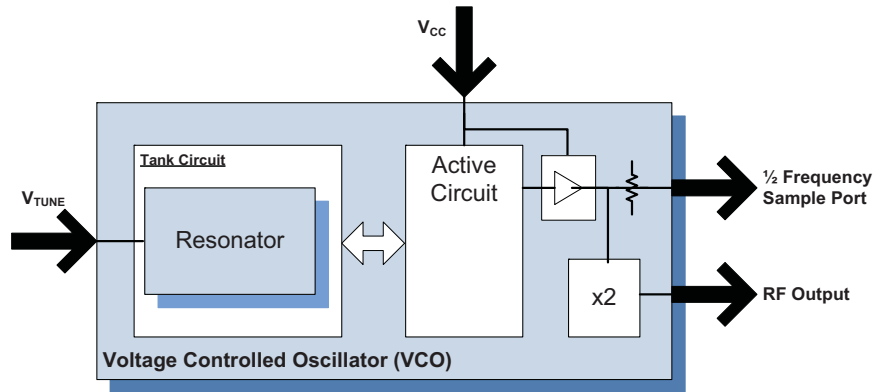 VCC
Tank Circuit
Active
Circuit
½ Frequency
Sample Port
VTUNE
Resonator
x2
RF Output
Voltage Controlled Oscillator (VCO)